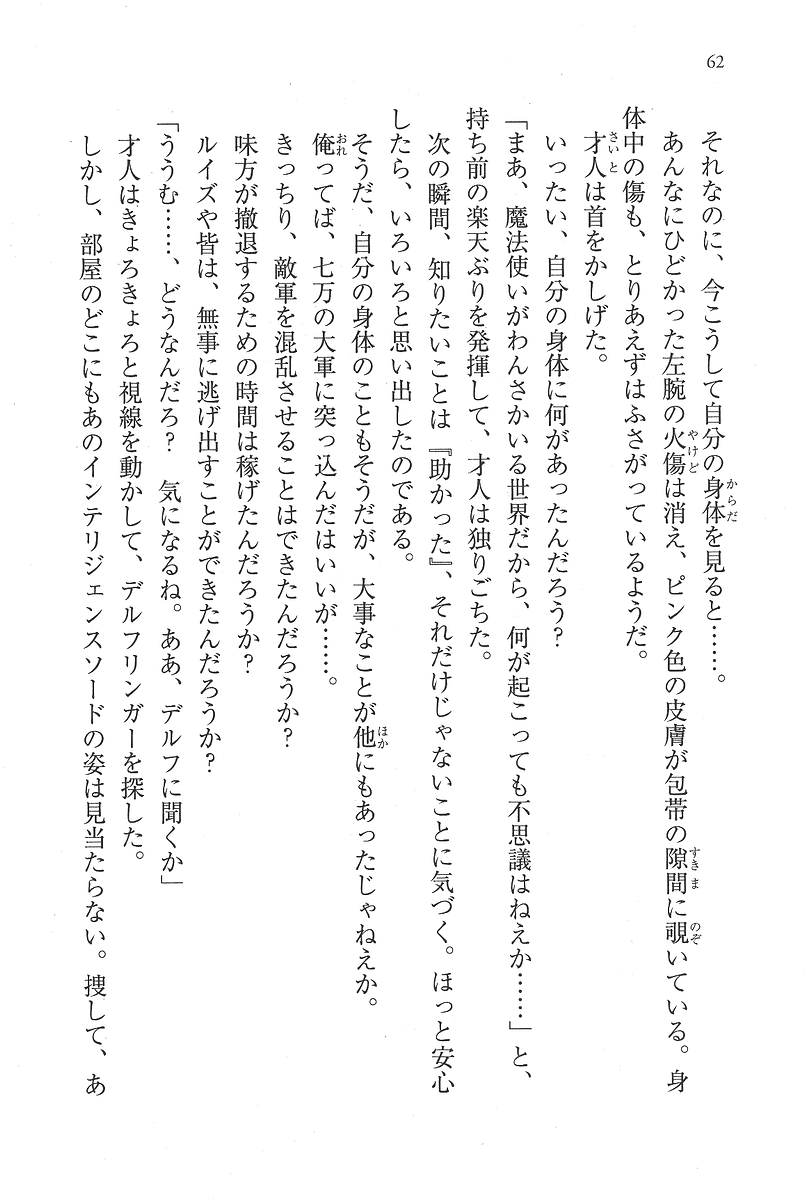 62
それなのに、今こうして自分の身体を見ると……。
あんなにひどかった左腕の火傷は消え、ピンク色の皮膚が包帯の隙間に覗いている。身
体中の傷も、とりあえずはふさがっているようだ。
才人は首をかしげた。
いったい、自分の身体に何があったんだろう？
「まあ、魔法使いがわんさかいる世界だから、何が起こっても不思議はねえか……」と、
持ち前の楽天ぶりを発揮して、才人は独りごちた。
次の瞬間、知りたいことは『助かった』、それだけじゃないことに気づく。ほっと安心
したら、いろいろと思い出したのである。
そうだ、自分の身体のこともそうだが、大事なことが他にもあったじゃねえか。
俺ってば、七万の大軍に突っ込んだはいいが……。
きっちり、敵軍を混乱させることはできたんだろうか？
味方が撤退するための時間は稼げたんだろうか？
ルイズや皆は、無事に逃げ出すことができたんだろうか？
「ううむ……、どうなんだろ？　気になるね。ああ、デルフに聞くか」
才人はきょろきょろと視線を動かして、デルフリンガーを探した。
しかし、部屋のどこにもあのインテリジェンスソードの姿は見当たらない。捜して、あ